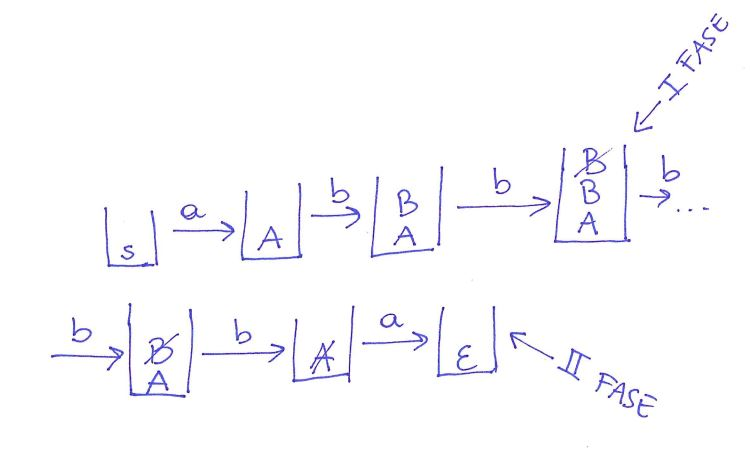 I FASE
a b b b ...
S A B B B
A B
A
b b a
B A ε
A
II FASE